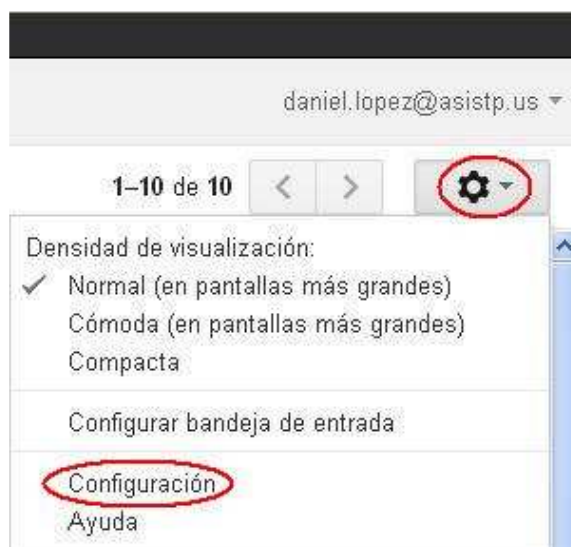 daniel.lopez@asistp.us
1–10 de 10
Densidad de visualización:
Normal (en pantallas más grandes)
Cómoda (en pantallas más grandes)
Compacta
Configurar bandeja de entrada
Configuración
Ayuda